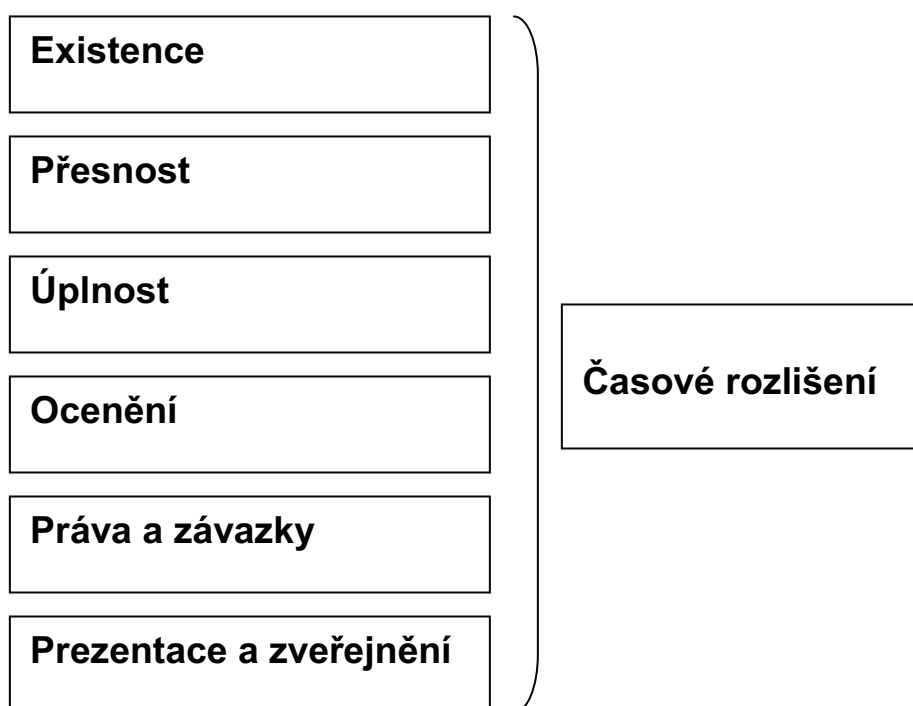 Existence
Přesnost
Úplnost
Ocenění
Práva a závazky
Prezentace a zveřejnění
Časové rozlišení